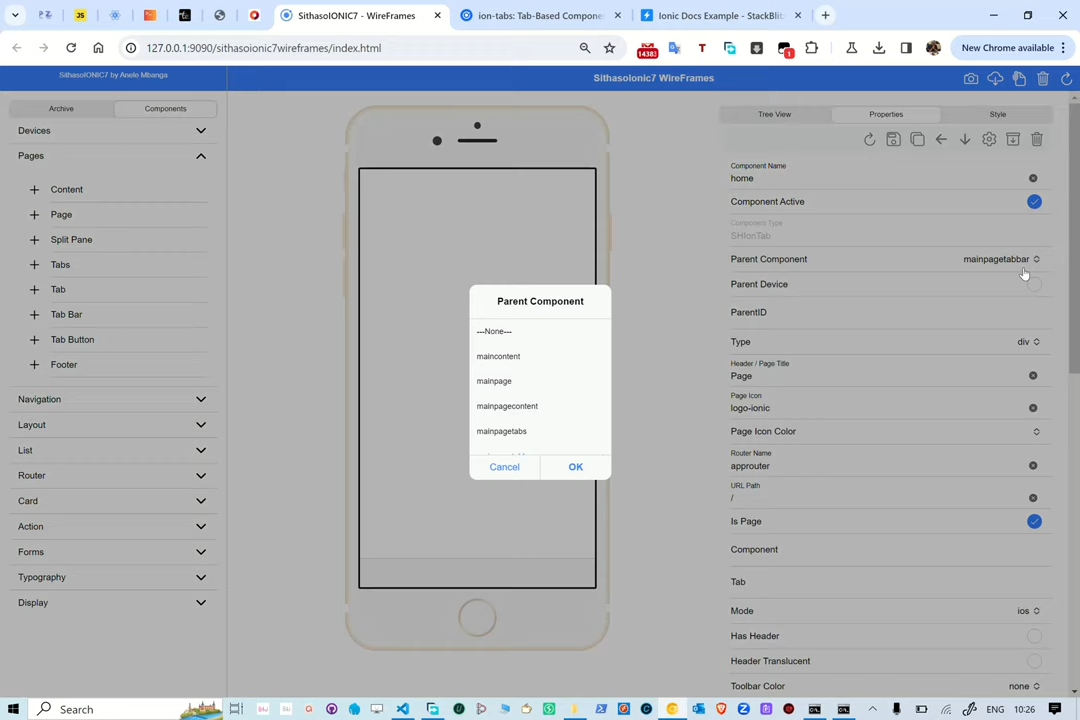 SithasoIONIC7 - WireFrames
ion-tabs: Tab-Based Compone
Ionic Docs Example - StackBlit
127.0.0.1:9090/sithasoionic7wireframes/index.html
14383
1
New Chrome available
SithasoIONIC7 by Anele Mbanga
SithasoIonic7 WireFrames
Archive
Components
Devices
Pages
Content
Page
Split Pane
Tabs
Tab
Tab Bar
Tab Button
Footer
Navigation
Layout
List
Router
Card
Action
Forms
Typography
Display
Parent Component
---None---
maincontent
mainpage
mainpagecontent
mainpagetabs
Cancel
OK
Tree View
Properties
Style
Component Name
home
Component Active
Component Type
SHIonTab
Parent Component
mainpagetabbar
Parent Device
ParentID
Type
div
Header / Page Title
Page
Page Icon
logo-ionic
Page Icon Color
Router Name
approuter
URL Path
/
Is Page
Component
Tab
Mode
ios
Has Header
Header Translucent
Toolbar Color
none
Search
ENG
10:26